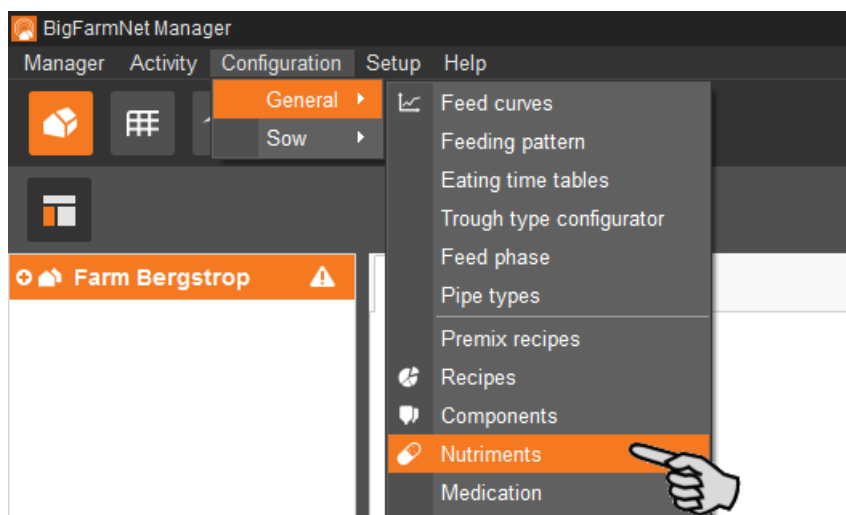 BigFarmNet Manager
Manager Activity Configuration Setup Help
General
Sow
Feed curves
Feeding pattern
Eating time tables
Trough type configurator
Feed phase
Pipe types
Premix recipes
Recipes
Components
Nutriments
Medication
Farm Bergstrop